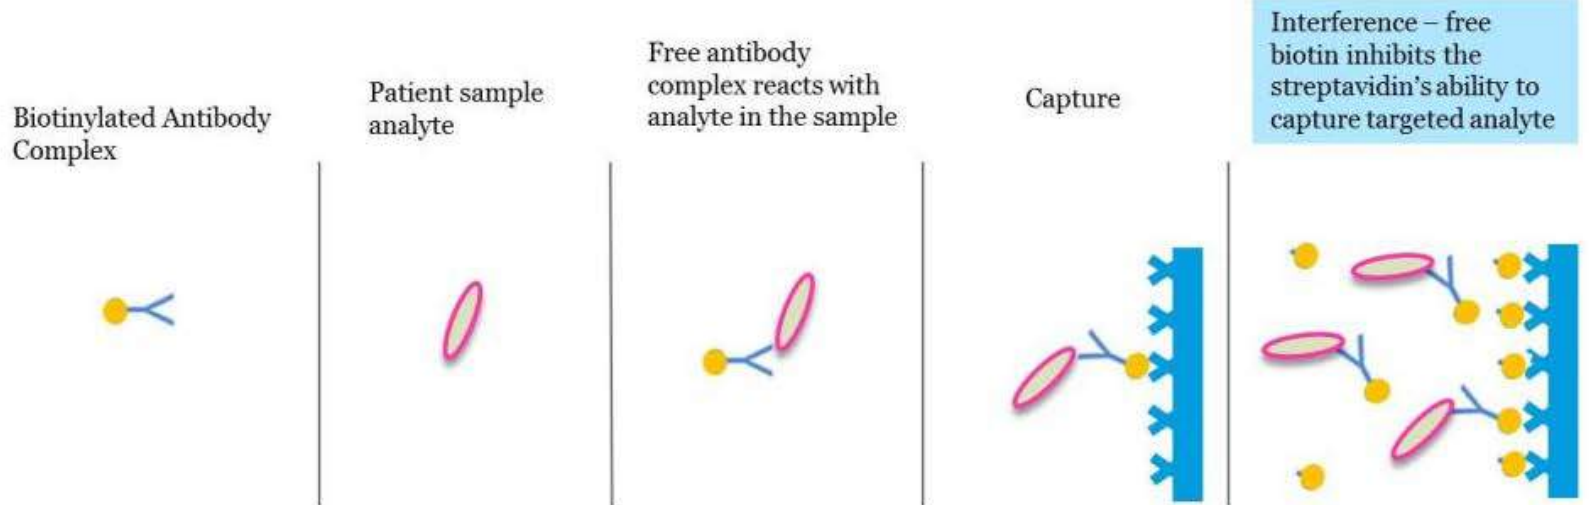 Biotinylated Antibody
Complex
Patient sample
analyte
Free antibody
complex reacts with
analyte in the sample
Capture
Interference – free
biotin inhibits the
streptavidin's ability to
capture targeted analyte